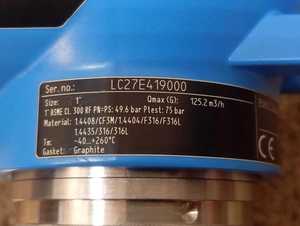 Ser. no.: LC27E419000
Size: 1" Qmax (G): 125.2 m3/h
1" ASME CL. 300 RF PN=PS: 49.6 bar Ptest: 75 bar
Material: 1.4408/CF3M/1.4404/F316/F316L
1.4435/316/316L
Tm: -40...+260°C
Gasket: Graphite